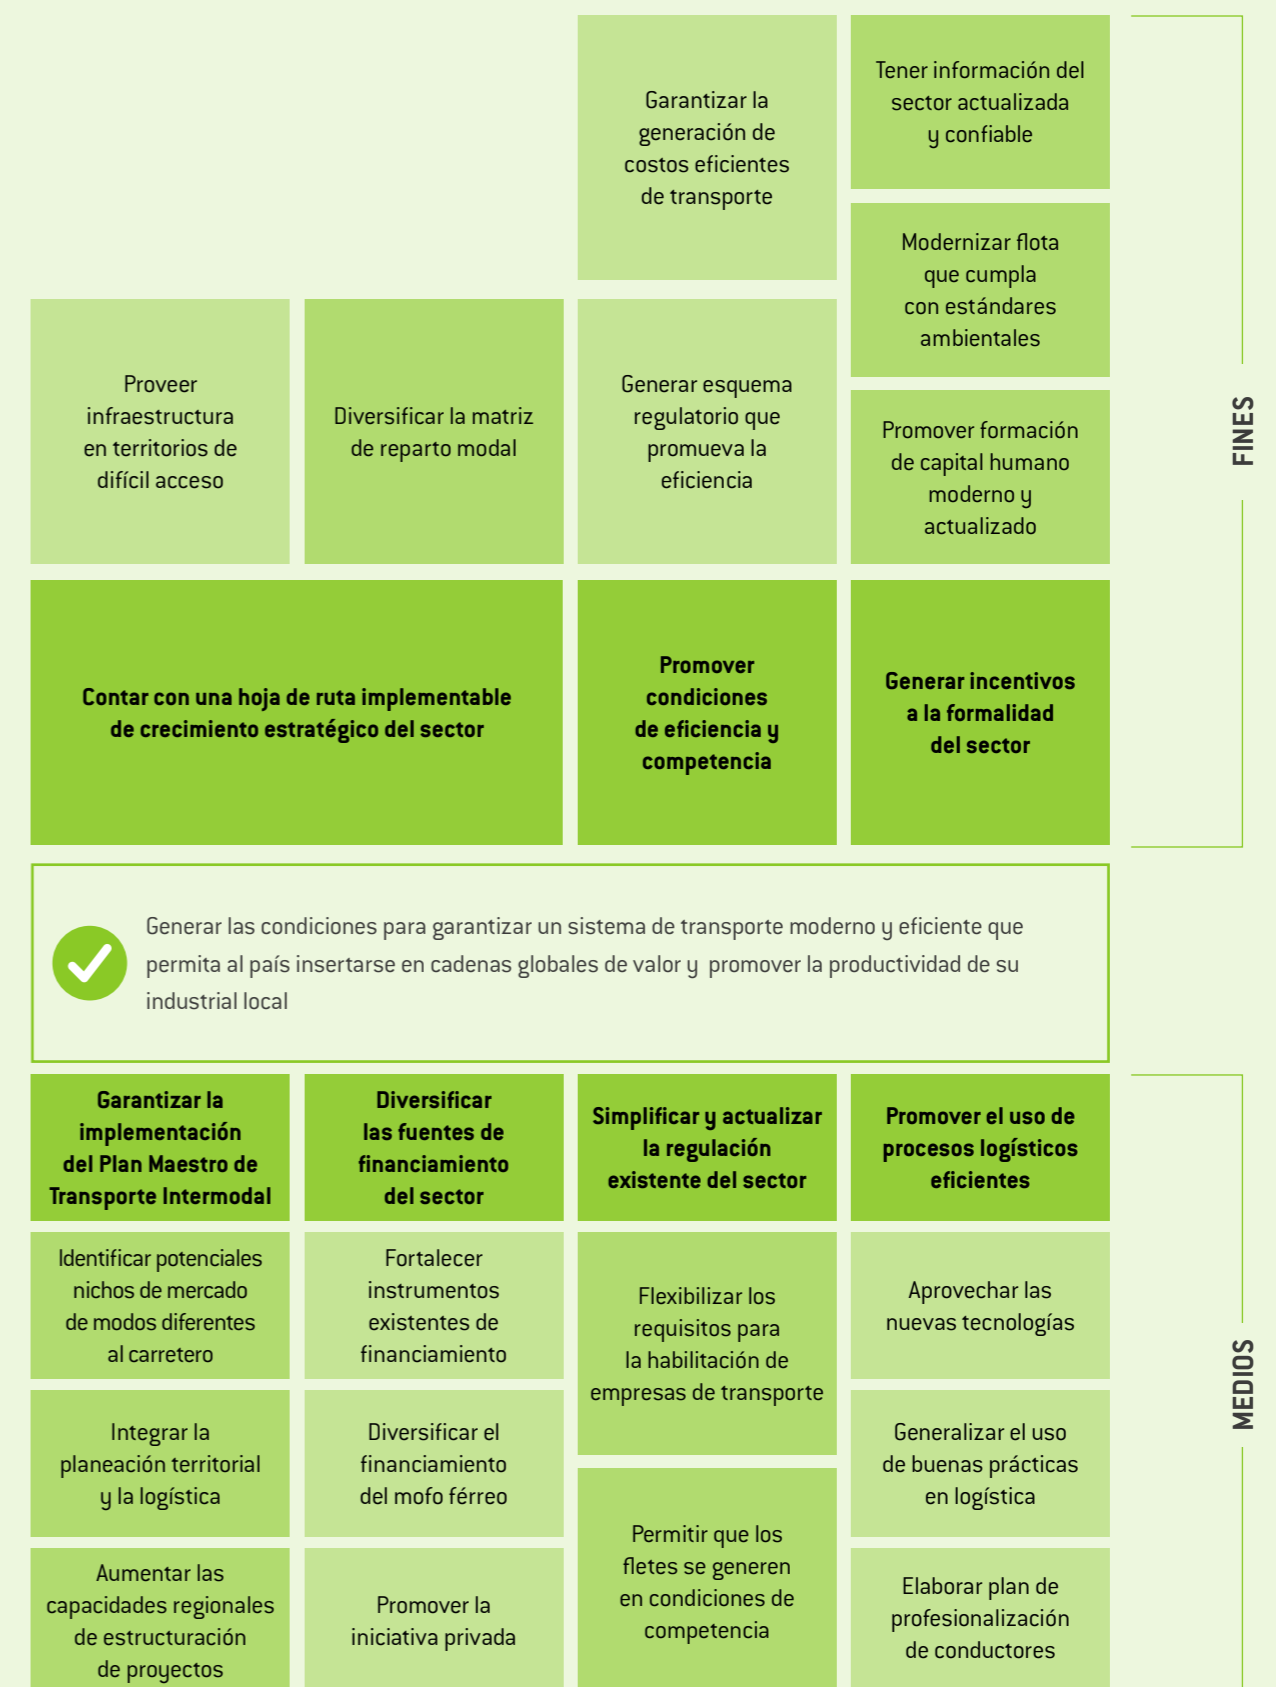 Garantizar la
generación de
costos eficientes
de transporte
Tener información del
sector actualizada
y confiable
Modernizar flota
que cumpla
con estándares
ambientales
Proveer
infraestructura
en territorios de
difícil acceso
Diversificar la matriz
de reparto modal
Generar esquema
regulatorio que
promueva la
eficiencia
Promover formación
de capital humano
moderno y
actualizado
FINES
Contar con una hoja de ruta implementable
de crecimiento estratégico del sector
Promover
condiciones
de eficiencia y
competencia
Generar incentivos
a la formalidad
del sector
Generar las condiciones para garantizar un sistema de transporte moderno y eficiente que
permita al país insertarse en cadenas globales de valor y promover la productividad de su
industrial local
Garantizar la
implementación
del Plan Maestro de
Transporte Intermodal
Diversificar
las fuentes de
financiamiento
del sector
Simplificar y actualizar
la regulación
existente del sector
Promover el uso de
procesos logísticos
eficientes
Identificar potenciales
nichos de mercado
de modos diferentes
al carretero
Fortalecer
instrumentos
existentes de
financiamiento
Flexibilizar los
requisitos para
la habilitación de
empresas de transporte
Aprovechar las
nuevas tecnologías
MEDIOS
Integrar la
planeación territorial
y la logística
Diversificar el
financiamiento
del mofo férreo
Generalizar el uso
de buenas prácticas
en logística
Aumentar las
capacidades regionales
de estructuración
de proyectos
Promover la
iniciativa privada
Permitir que los
fletes se generen
en condiciones de
competencia
Elaborar plan de
profesionalización
de conductores